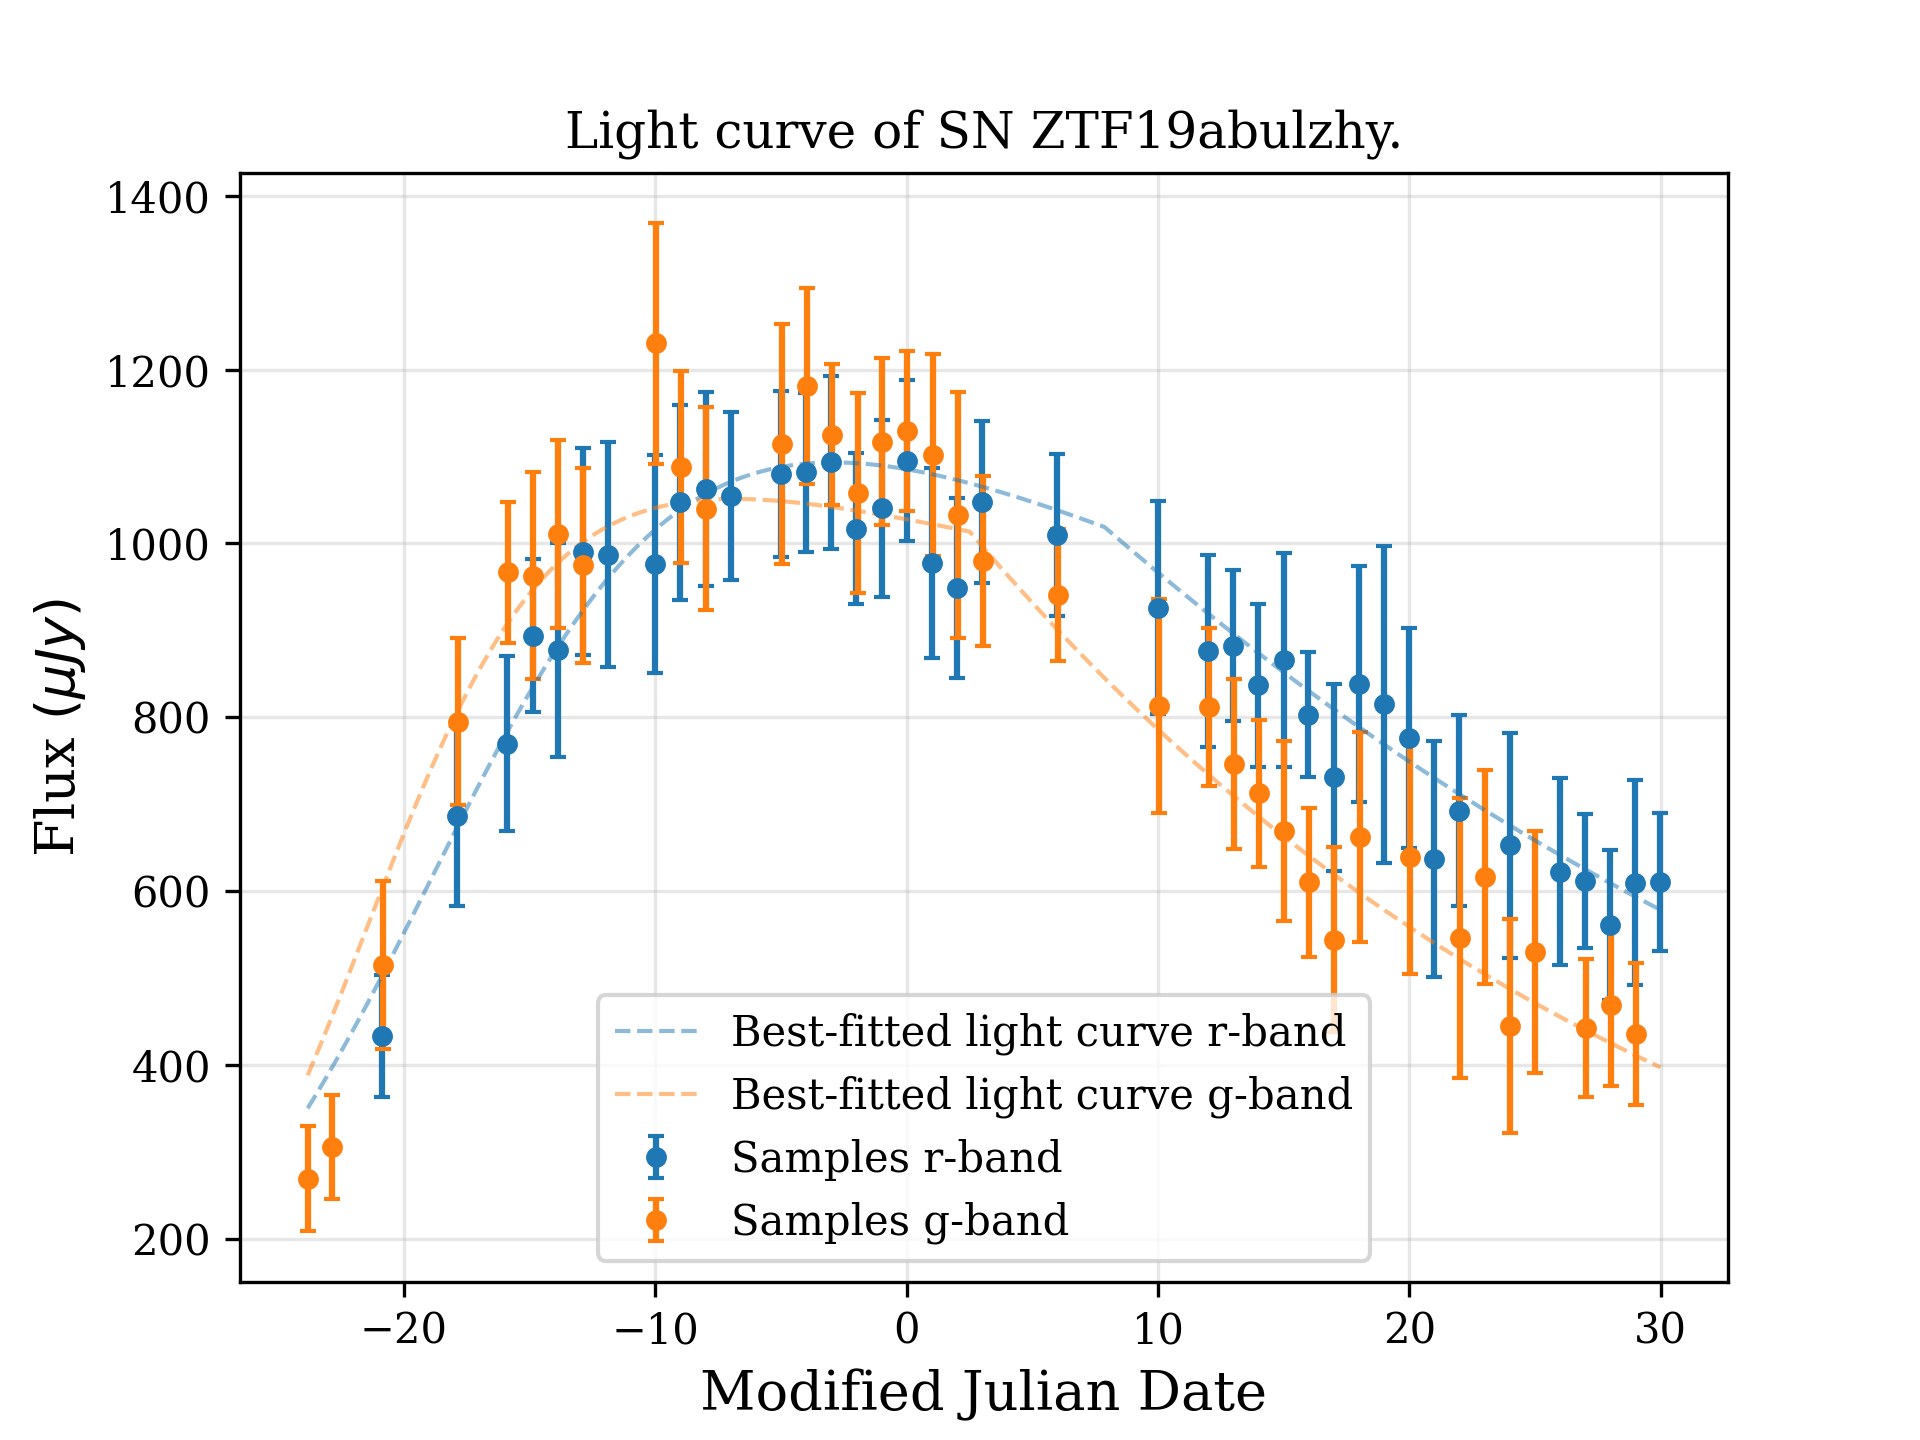 Light curve of SN ZTF19abulzhy.
1400
1200
1000
800
600
400
200
Flux (μJy)
−20
−10
0
10
20
30
Modified Julian Date
Best-fitted light curve r-band
Best-fitted light curve g-band
Samples r-band
Samples g-band